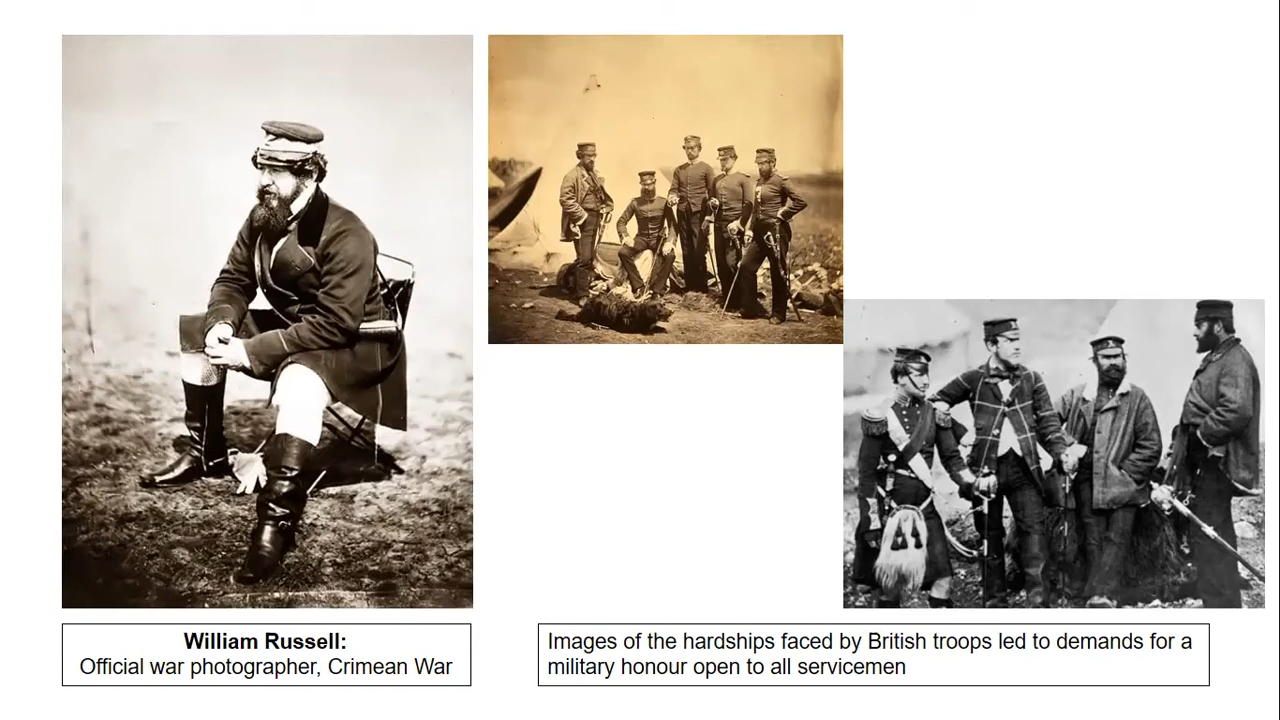 William Russell:
Official war photographer, Crimean War
Images of the hardships faced by British troops led to demands for a
military honour open to all servicemen